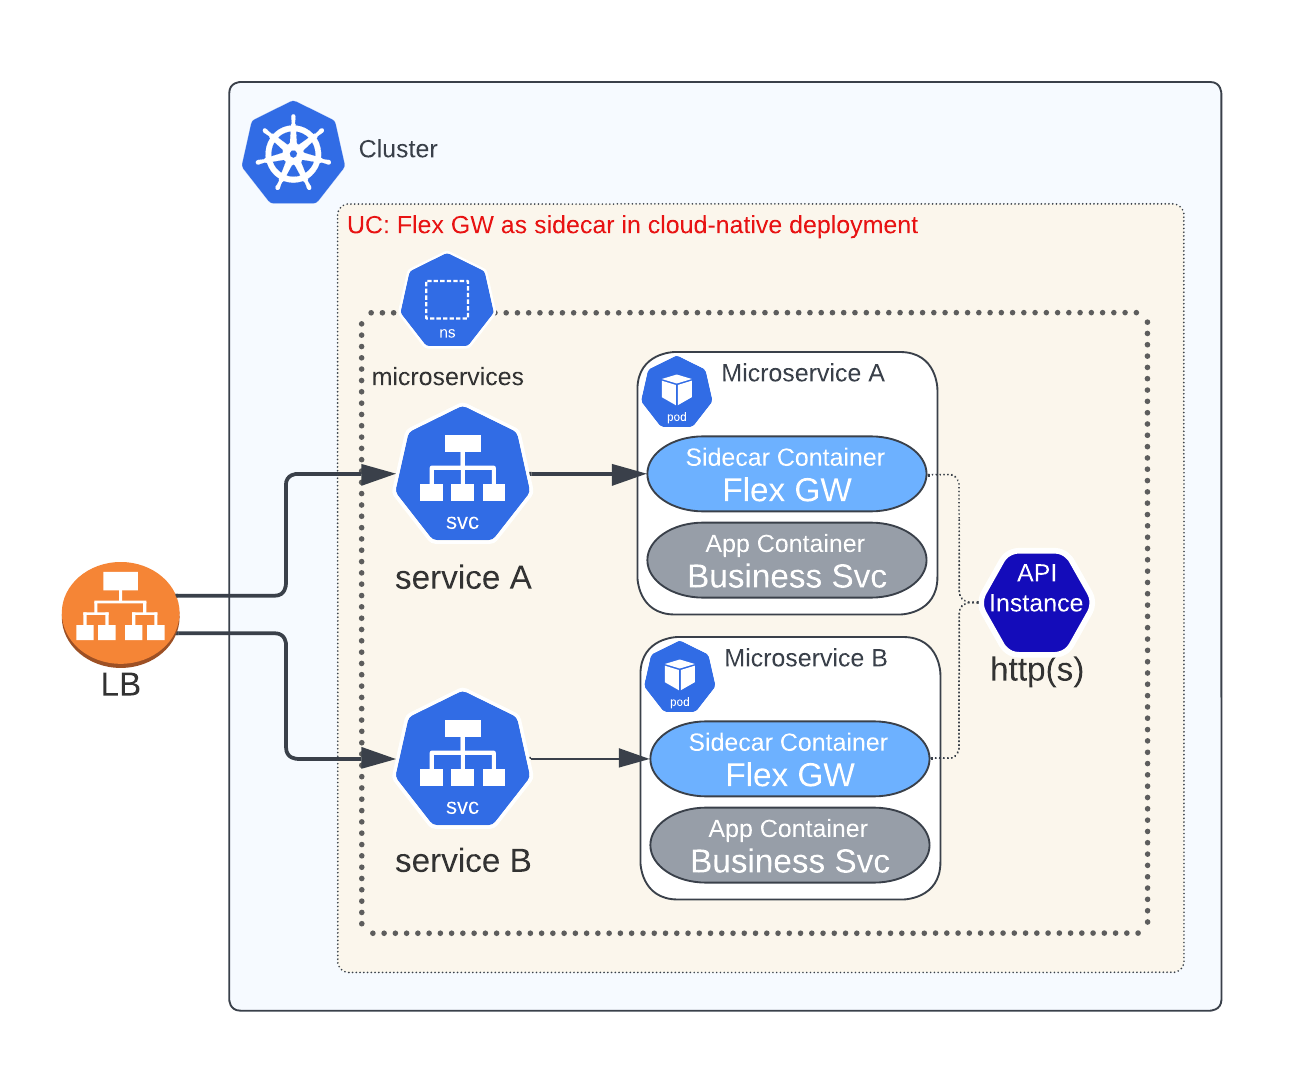 Cluster
UC: Flex GW as sidecar in cloud-native deployment
ns
microservices
Microservice A
pod
Sidecar Container
Flex GW
svc
App Container
Business Svc
service A
API
Instance
http(s)
LB
Microservice B
pod
Sidecar Container
Flex GW
svc
App Container
Business Svc
service B